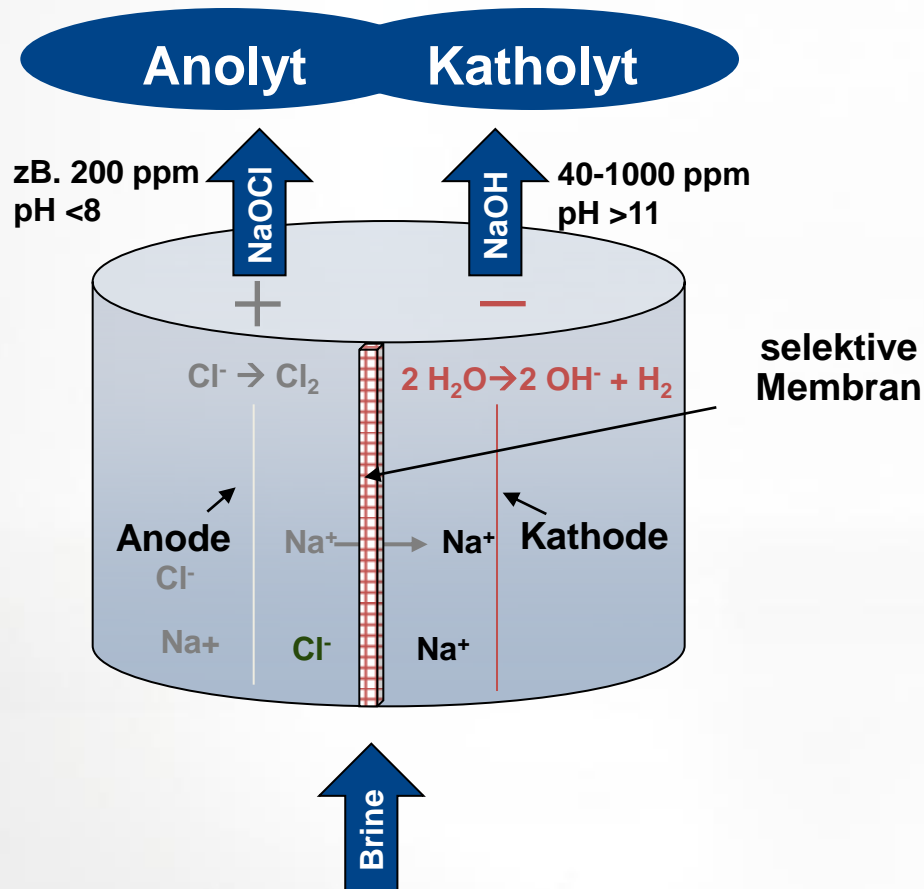 Anolyt Katholyt
zB. 200 ppm
pH <8
NaOCl
NaOH
40-1000 ppm
pH >11
+ −
Cl⁻ → Cl₂
2 H₂O→2 OH⁻ + H₂
selektive
Membran
Anode
Na⁺
Na⁺
Kathode
Cl⁻
Na+
Cl⁻
Na⁺
Brine